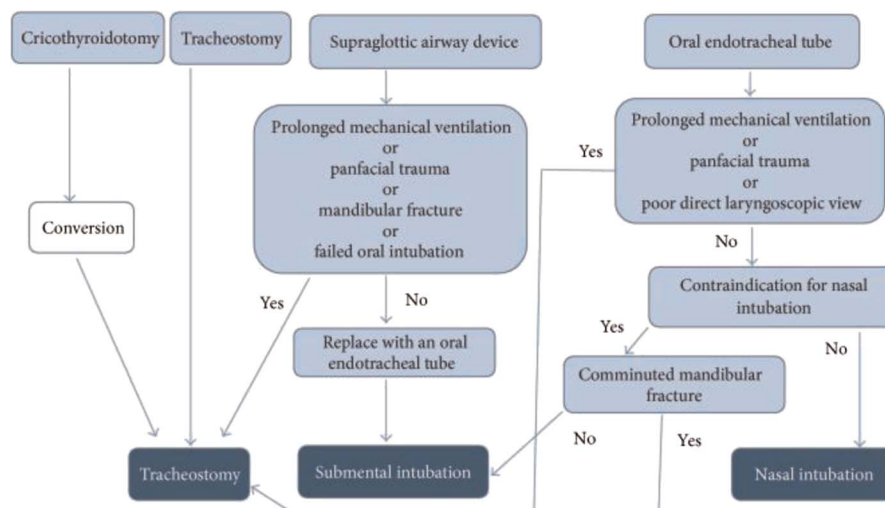 Cricothyroidotomy
Tracheostomy
Supraglottic airway device
Oral endotracheal tube
Prolonged mechanical ventilation
or
panfacial trauma
or
mandibular fracture
or
failed oral intubation
Prolonged mechanical ventilation
or
panfacial trauma
or
poor direct laryngoscopic view
Yes
Conversion
No
Contraindication for nasal
intubation
Yes
No
Yes
No
Replace with an oral
endotracheal tube
Comminuted mandibular
fracture
No
Yes
Tracheostomy
Submental intubation
Nasal intubation